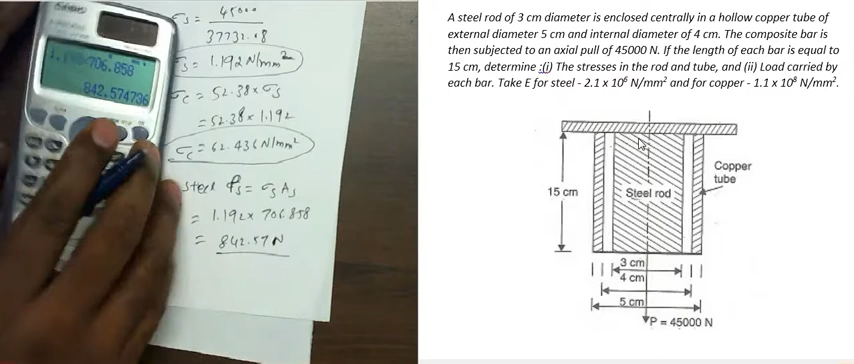 σs = 45000
37731.08
σs = 1.192 N/mm²
σc = 52.38 × σs
= 52.38 × 1.192
σc = 62.436 N/mm²
steel Ps = σs As
= 1.192 × 706.858
= 842.57 N
706.858
842.574736
A steel rod of 3 cm diameter is enclosed centrally in a hollow copper tube of
external diameter 5 cm and internal diameter of 4 cm. The composite bar is
then subjected to an axial pull of 45000 N. If the length of each bar is equal to
15 cm, determine :(i) The stresses in the rod and tube, and (ii) Load carried by
each bar. Take E for steel - 2.1 x 10⁶ N/mm² and for copper - 1.1 x 10⁸ N/mm².
Copper
tube
15 cm
Steel rod
3 cm
4 cm
5 cm
P = 45000 N